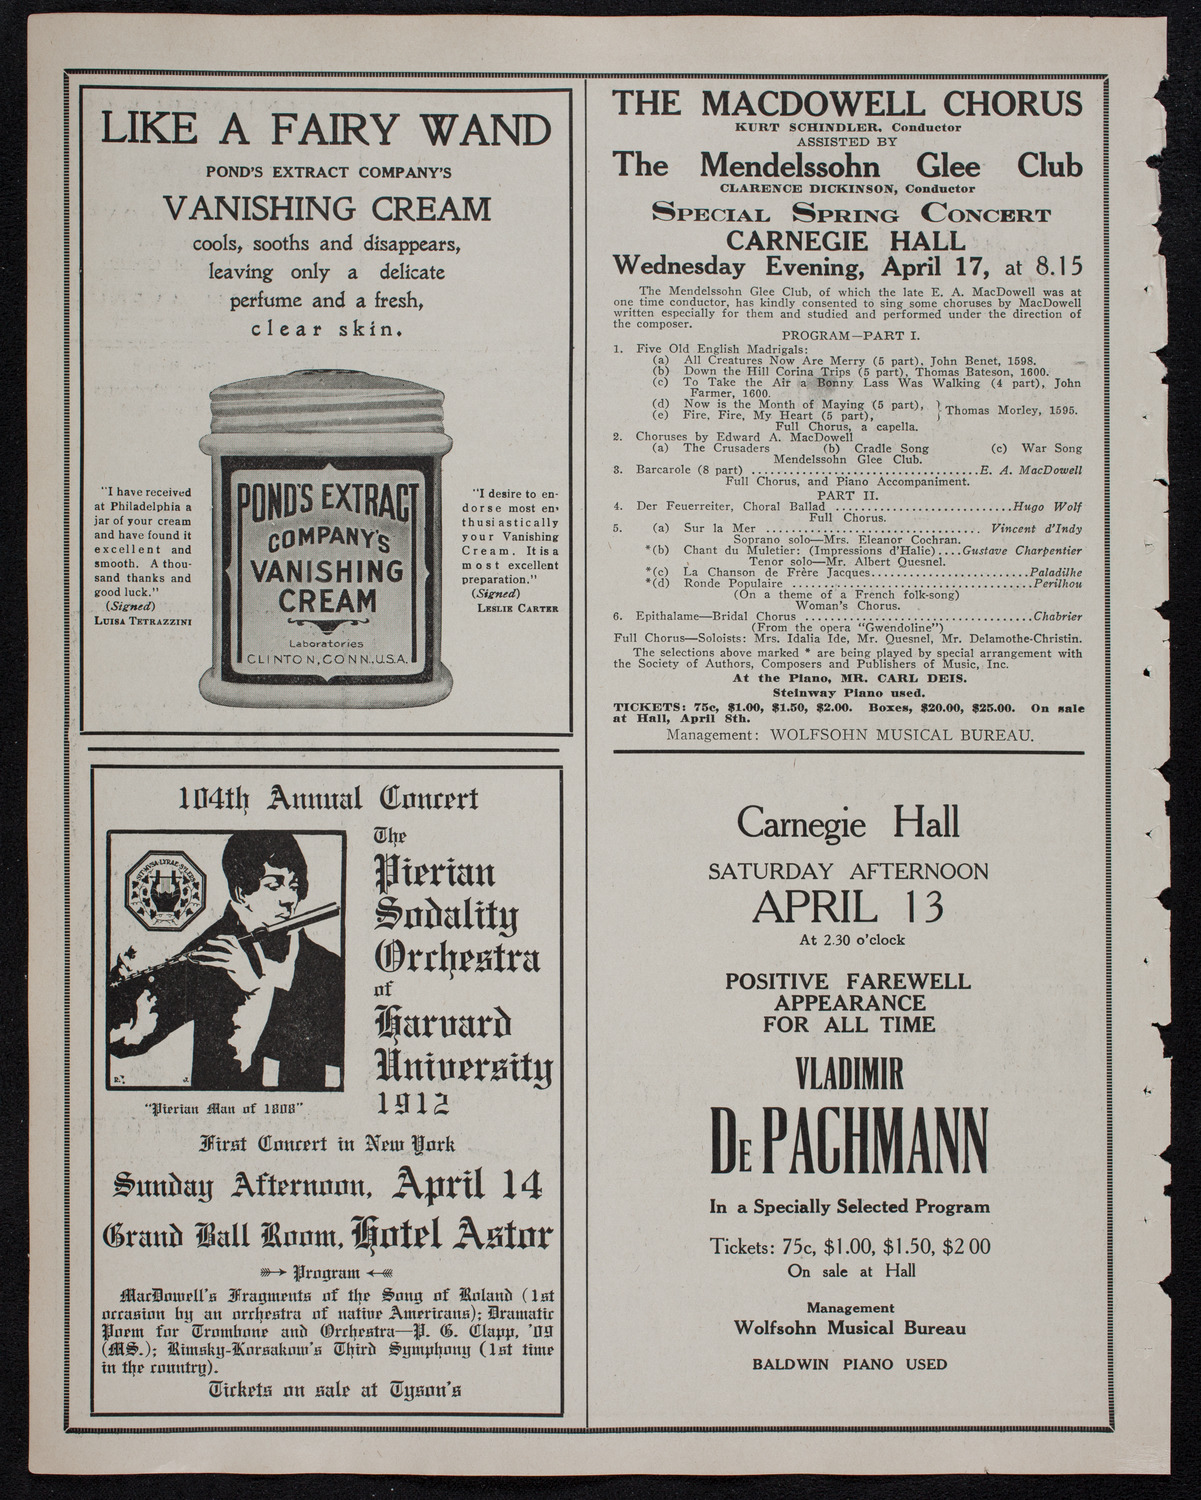 LIKE A FAIRY WAND
POND'S EXTRACT COMPANY'S
VANISHING CREAM
cools, sooths and disappears,
leaving only a delicate
perfume and a fresh,
clear skin.
"I have received
at Philadelphia a
jar of your cream
and have found it
excellent and
smooth. A thou-
sand thanks and
good luck."
(Signed)
LUISA TETRAZZINI
POND'S EXTRACT
COMPANY'S
VANISHING
CREAM
Laboratories
CLINTON, CONN., U.S.A.
"I desire to en-
dorse most en-
thusiastically
your Vanishing
Cream. It is a
most excellent
preparation."
(Signed)
LESLIE CARTER
104th Annual Concert
The
Pierian
Sodality
Orchestra
of
Harvard
University
1912
"Pierian Man of 1808"
First Concert in New York
Sunday Afternoon, April 14
Grand Ball Room, Hotel Astor
Program
MacDowell's Fragments of the Song of Roland (1st
occasion by an orchestra of native Americans); Dramatic
Poem for Trombone and Orchestra—P. G. Clapp, '09
(MS.); Rimsky-Korsakow's Third Symphony (1st time
in the country).
Tickets on sale at Tyson's
THE MACDOWELL CHORUS
KURT SCHINDLER, Conductor
ASSISTED BY
The Mendelssohn Glee Club
CLARENCE DICKINSON, Conductor
SPECIAL SPRING CONCERT
CARNEGIE HALL
Wednesday Evening, April 17, at 8.15
The Mendelssohn Glee Club, of which the late E. A. MacDowell was at
one time conductor, has kindly consented to sing some choruses by MacDowell
written especially for them and studied and performed under the direction of
the composer.
PROGRAM—PART I.
1. Five Old English Madrigals:
(a) All Creatures Now Are Merry (5 part), John Benet, 1598.
(b) Down the Hill Corina Trips (5 part), Thomas Bateson, 1600.
(c) To Take the Air a Bonny Lass Was Walking (4 part), John
Farmer, 1600.
(d) Now is the Month of Maying (5 part),
(e) Fire, Fire, My Heart (5 part), } Thomas Morley, 1595.
Full Chorus, a capella.
2. Choruses by Edward A. MacDowell
(a) The Crusaders (b) Cradle Song (c) War Song
Mendelssohn Glee Club.
3. Barcarole (8 part) ................................E. A. MacDowell
Full Chorus, and Piano Accompaniment.
PART II.
4. Der Feuerreiter, Choral Ballad ............................Hugo Wolf
Full Chorus.
5. (a) Sur la Mer .............................. Vincent d'Indy
Soprano solo—Mrs. Eleanor Cochran.
*(b) Chant du Muletier: (Impressions d'Halie)....Gustave Charpentier
Tenor solo—Mr. Albert Quesnel.
*(c) La Chanson de Frère Jacques......................Paladilhe
*(d) Ronde Populaire ..................................Perilhou
(On a theme of a French folk-song)
Woman's Chorus.
6. Epithalame—Bridal Chorus ................................Chabrier
(From the opera "Gwendoline")
Full Chorus—Soloists: Mrs. Idalia Ide, Mr. Quesnel, Mr. Delamothe-Christin.
The selections above marked * are being played by special arrangement with
the Society of Authors, Composers and Publishers of Music, Inc.
At the Piano, MR. CARL DEIS.
Steinway Piano used.
TICKETS: 75c, $1.00, $1.50, $2.00. Boxes, $20.00, $25.00. On sale
at Hall, April 8th.
Management: WOLFSOHN MUSICAL BUREAU.
Carnegie Hall
SATURDAY AFTERNOON
APRIL 13
At 2.30 o'clock
POSITIVE FAREWELL
APPEARANCE
FOR ALL TIME
VLADIMIR
DE PACHMANN
In a Specially Selected Program
Tickets: 75c, $1.00, $1.50, $2 00
On sale at Hall
Management
Wolfsohn Musical Bureau
BALDWIN PIANO USED